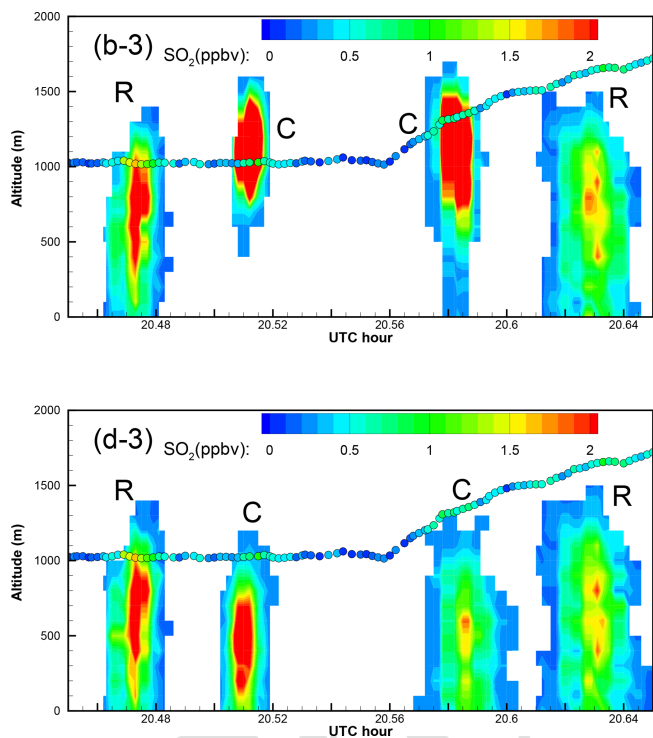 2000
(b-3) SO2(ppbv): 0 0.5 1 1.5 2
R
C
C
R
1500
1000
500
0
Altitude (m)
20.48 20.52 20.56 20.6 20.64
UTC hour
2000
(d-3) SO2(ppbv): 0 0.5 1 1.5 2
R
C
C
R
1500
1000
500
0
Altitude (m)
20.48 20.52 20.56 20.6 20.64
UTC hour